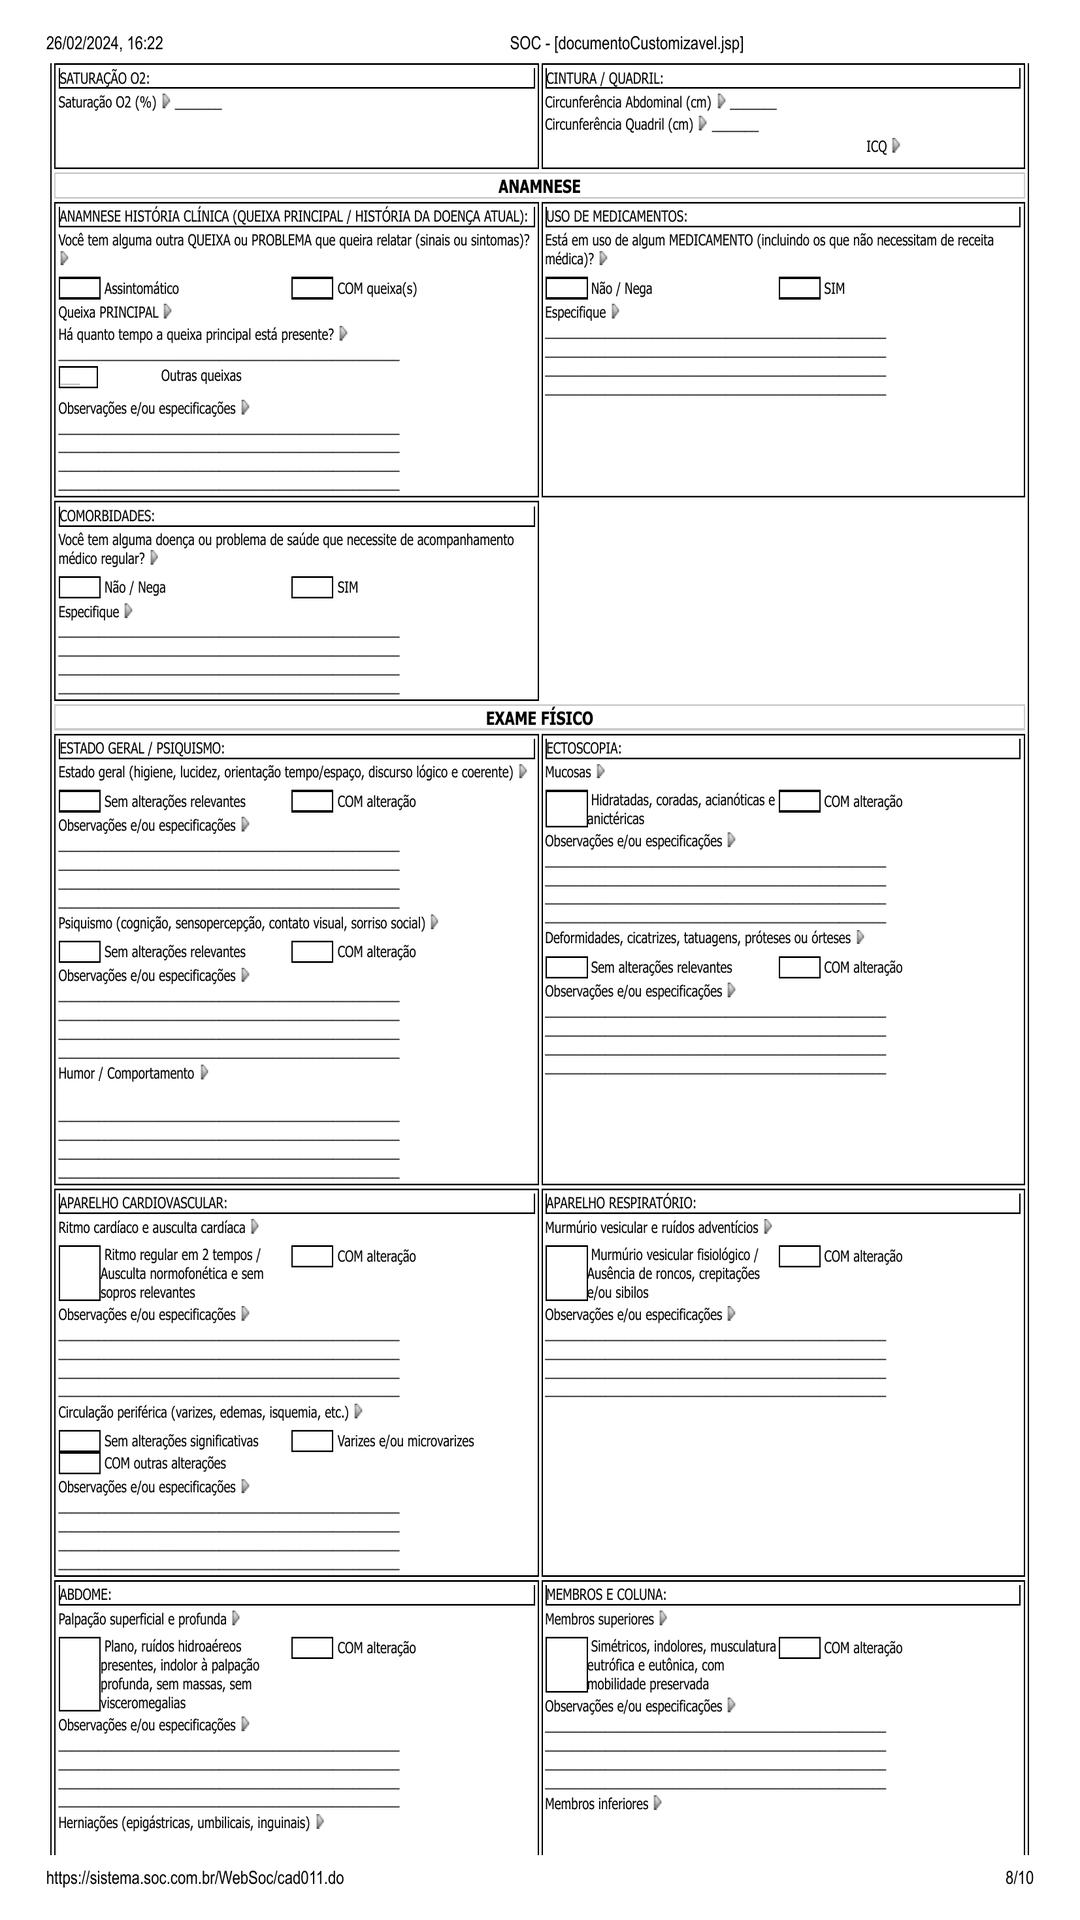 26/02/2024, 16:22
SOC - [documentoCustomizavel.jsp]
SATURAÇÃO O2:
Saturação O2 (%) ______
CINTURA / QUADRIL:
Circunferência Abdominal (cm) ______
Circunferência Quadril (cm) ______
ICQ
ANAMNESE
ANAMNESE HISTÓRIA CLÍNICA (QUEIXA PRINCIPAL / HISTÓRIA DA DOENÇA ATUAL):
Você tem alguma outra QUEIXA ou PROBLEMA que queira relatar (sinais ou sintomas)?
Assintomático COM queixa(s)
Queixa PRINCIPAL
Há quanto tempo a queixa principal está presente?
Outras queixas
Observações e/ou especificações
USO DE MEDICAMENTOS:
Está em uso de algum MEDICAMENTO (incluindo os que não necessitam de receita
médica)?
Não / Nega SIM
Especifique
COMORBIDADES:
Você tem alguma doença ou problema de saúde que necessite de acompanhamento
médico regular?
Não / Nega SIM
Especifique
EXAME FÍSICO
ESTADO GERAL / PSIQUISMO:
Estado geral (higiene, lucidez, orientação tempo/espaço, discurso lógico e coerente)
Sem alterações relevantes COM alteração
Observações e/ou especificações
Psiquismo (cognição, sensopercepção, contato visual, sorriso social)
Sem alterações relevantes COM alteração
Observações e/ou especificações
Humor / Comportamento
ECTOSCOPIA:
Mucosas
Hidratadas, coradas, acianóticas e COM alteração
anictéricas
Observações e/ou especificações
Deformidades, cicatrizes, tatuagens, próteses ou órteses
Sem alterações relevantes COM alteração
Observações e/ou especificações
APARELHO CARDIOVASCULAR:
Ritmo cardíaco e ausculta cardíaca
Ritmo regular em 2 tempos / COM alteração
Ausculta normofonética e sem
sopros relevantes
Observações e/ou especificações
Circulação periférica (varizes, edemas, isquemia, etc.)
Sem alterações significativas Varizes e/ou microvarizes
COM outras alterações
Observações e/ou especificações
APARELHO RESPIRATÓRIO:
Murmúrio vesicular e ruídos adventícios
Murmúrio vesicular fisiológico / COM alteração
Ausência de roncos, crepitações
e/ou sibilos
Observações e/ou especificações
ABDOME:
Palpação superficial e profunda
Plano, ruídos hidroaéreos COM alteração
presentes, indolor à palpação
profunda, sem massas, sem
visceromegalias
Observações e/ou especificações
Herniações (epigástricas, umbilicais, inguinais)
MEMBROS E COLUNA:
Membros superiores
Simétricos, indolores, musculatura COM alteração
eutrófica e eutônica, com
mobilidade preservada
Observações e/ou especificações
Membros inferiores
https://sistema.soc.com.br/WebSoc/cad011.do
8/10